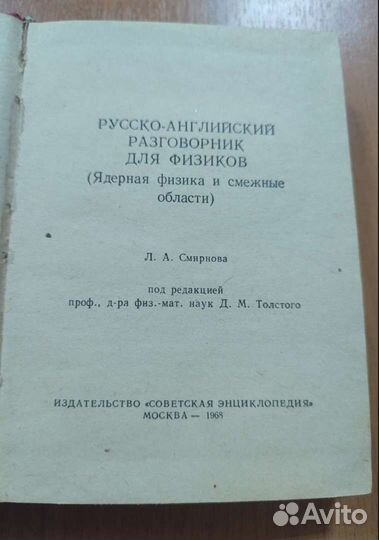 РУССКО-АНГЛИЙСКИЙ
РАЗГОВОРНИК
ДЛЯ ФИЗИКОВ
(Ядерная физика и смежные
области)
Л. А. Смирнова
под редакцией
проф., д-ра физ.-мат. наук Д. М. Толстого
ИЗДАТЕЛЬСТВО «СОВЕТСКАЯ ЭНЦИКЛОПЕДИЯ»
МОСКВА — 1968
Avito